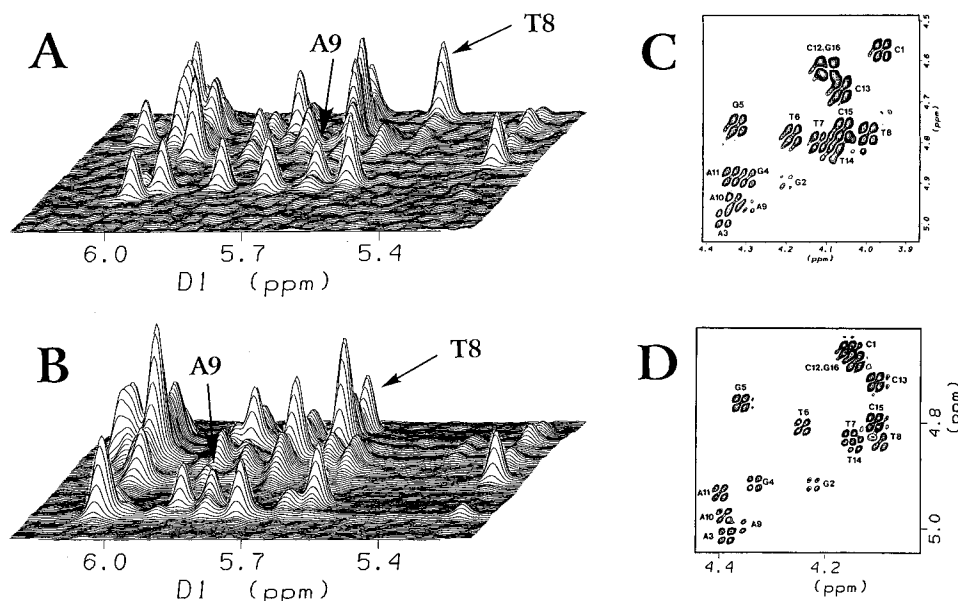 A
A9
T8
6.0 5.7 5.4
D1 (ppm)
B
A9
T8
6.0 5.7 5.4
D1 (ppm)
C
C12.G16
C1
C13
G5
T6
T7
C15
T8
T14
A11
G4
G2
A10
A9
A3
4.5
4.6
4.7
4.8
4.9
5.0
(ppm)
4.4 4.3 4.2 4.1 4.0 3.9
(ppm)
D
C1
C12.G16
C13
G5
T6
C15
T7
T8
T14
G4
G2
A11
A10
A9
A3
4.8
5.0
(ppm)
4.4 4.2
(ppm)